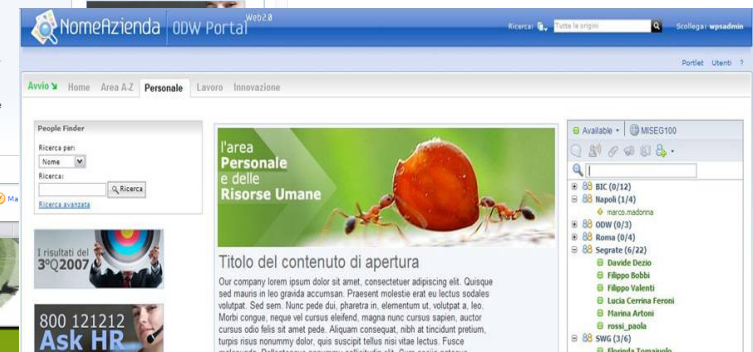 NomeAzienda ODW Portal Web2.0
Ricerca: Tutte le origini
Scollega: wpsadmin
Portlet Utenti ?
Avvio Home Area A-Z Personale Lavoro Innovazione
People Finder
Ricerca per:
Nome
Ricerca:
Ricerca
Ricerca avanzata
I risultati del
3°Q2007
800 121212
Ask HR
l'area
Personale
e delle
Risorse Umane
Titolo del contenuto di apertura
Our company lorem ipsum dolor sit amet, consectetuer adipiscing elit. Quisque
sed mauris in leo gravida accumsan. Praesent molestie erat eu lectus sodales
volutpat. Sed sem. Nunc pede dui, pharetra in, elementum ut, volutpat a, leo.
Morbi congue, neque vel cursus eleifend, magna nunc cursus sapien, auctor
cursus odio felis sit amet pede. Aliquam consequat, nibh at tincidunt pretium,
turpis risus nonummy dolor, quis suscipit tellus nisi vitae lectus. Fusce
Available MISEG100
BIC (0/12)
Napoli (1/4)
marco.madonna
ODW (0/3)
Roma (0/4)
Segrate (6/22)
Davide Dezio
Filippo Bobbi
Filippo Valenti
Lucia Cerrina Feroni
Marina Artoni
rossi_paola
SWG (3/6)
Ma